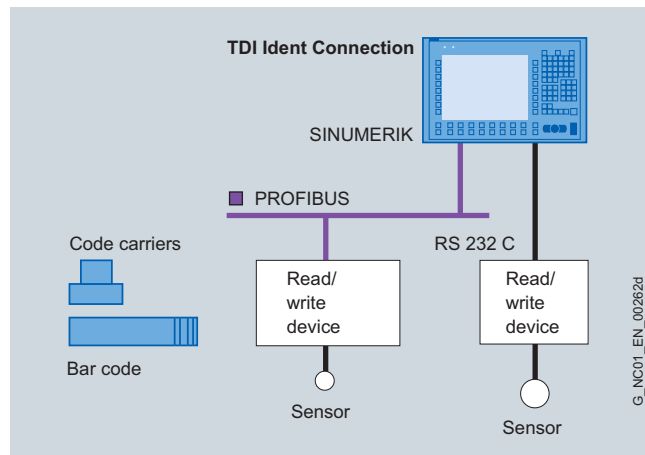 TDI Ident Connection
SINUMERIK
PROFIBUS
Code carriers
RS 232 C
Read/
write
device
Read/
write
device
Bar code
Sensor
Sensor
G_NC01_EN_00262d